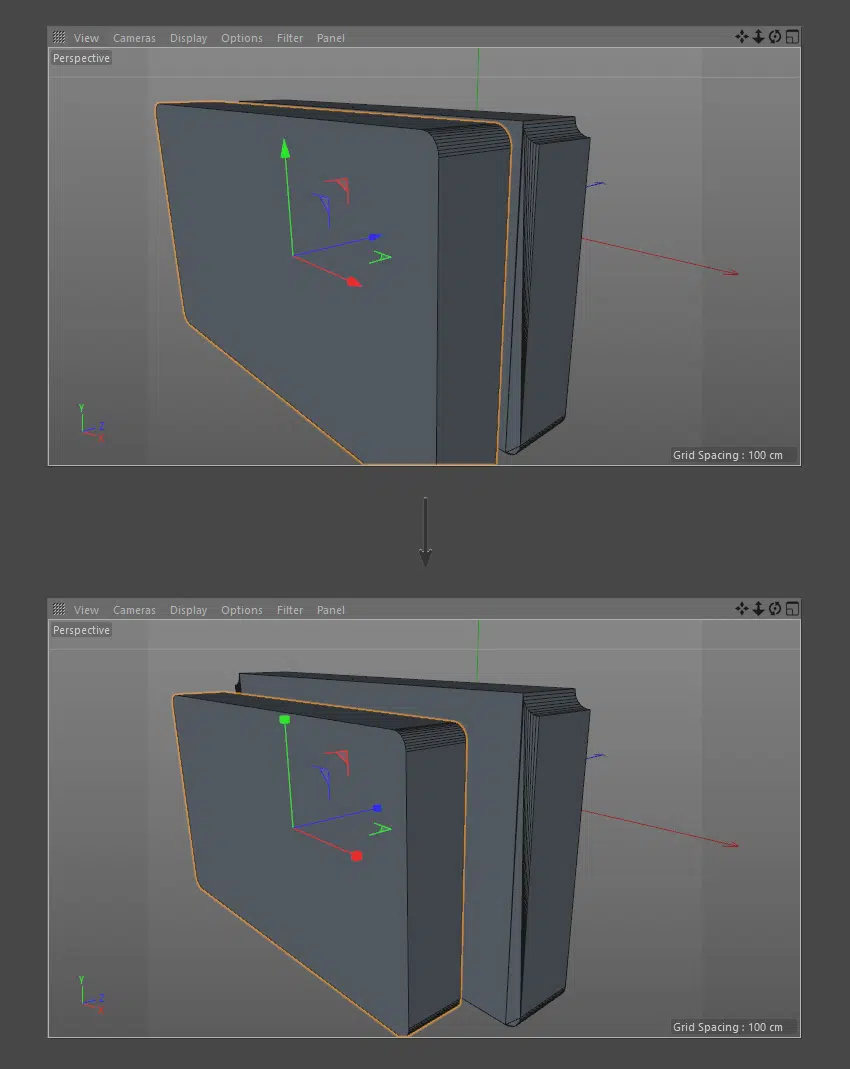 View Cameras Display Options Filter Panel
Perspective
Y
Z
X
Grid Spacing : 100 cm
View Cameras Display Options Filter Panel
Perspective
Y
Z
X
Grid Spacing : 100 cm